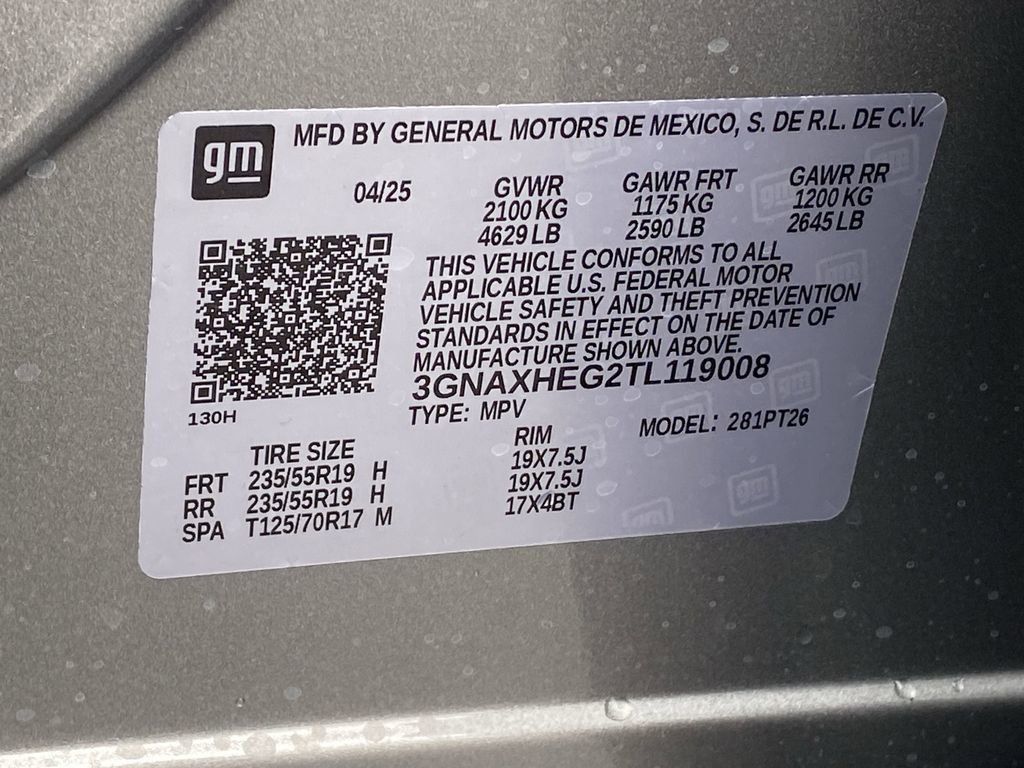 gm MFD BY GENERAL MOTORS DE MEXICO, S. DE R.L. DE C.V.
04/25 GVWR GAWR FRT GAWR RR
2100 KG 1175 KG 1200 KG
4629 LB 2590 LB 2645 LB
THIS VEHICLE CONFORMS TO ALL
APPLICABLE U.S. FEDERAL MOTOR
VEHICLE SAFETY AND THEFT PREVENTION
STANDARDS IN EFFECT ON THE DATE OF
MANUFACTURE SHOWN ABOVE.
3GNAXHEG2TL119008
130H TYPE: MPV MODEL: 281PT26
TIRE SIZE RIM
FRT 235/55R19 H 19X7.5J
RR 235/55R19 H 19X7.5J
SPA T125/70R17 M 17X4BT